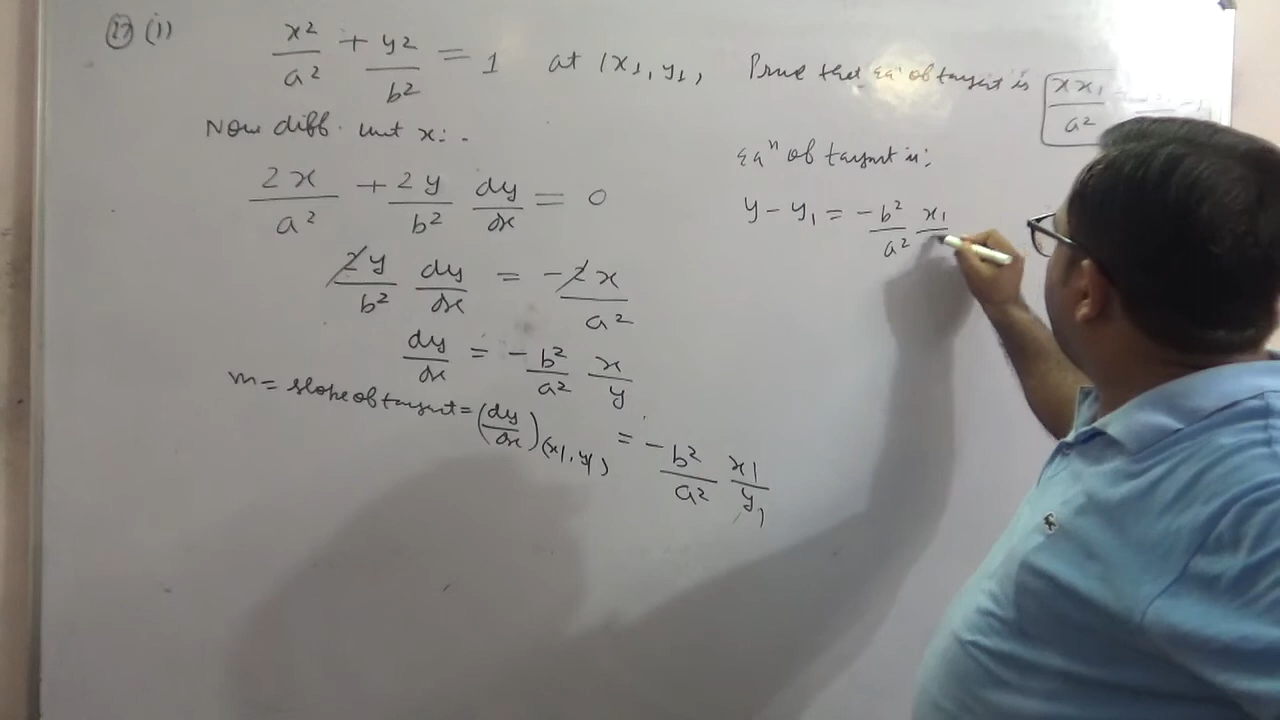 27 (i) x²/a² + y²/b² = 1 at (x₁, y₁) Prove that eqⁿ of tangent is xx₁/a²
Now diff. wrt x:-
2x/a² + 2y/b² dy/dx = 0
2y/b² dy/dx = -2x/a²
dy/dx = -b²/a² x/y
m = slope of tangent = (dy/dx)(x₁, y₁) = -b²/a² x₁/y₁
Eqⁿ of tangent is:
y - y₁ = -b²/a² x₁/